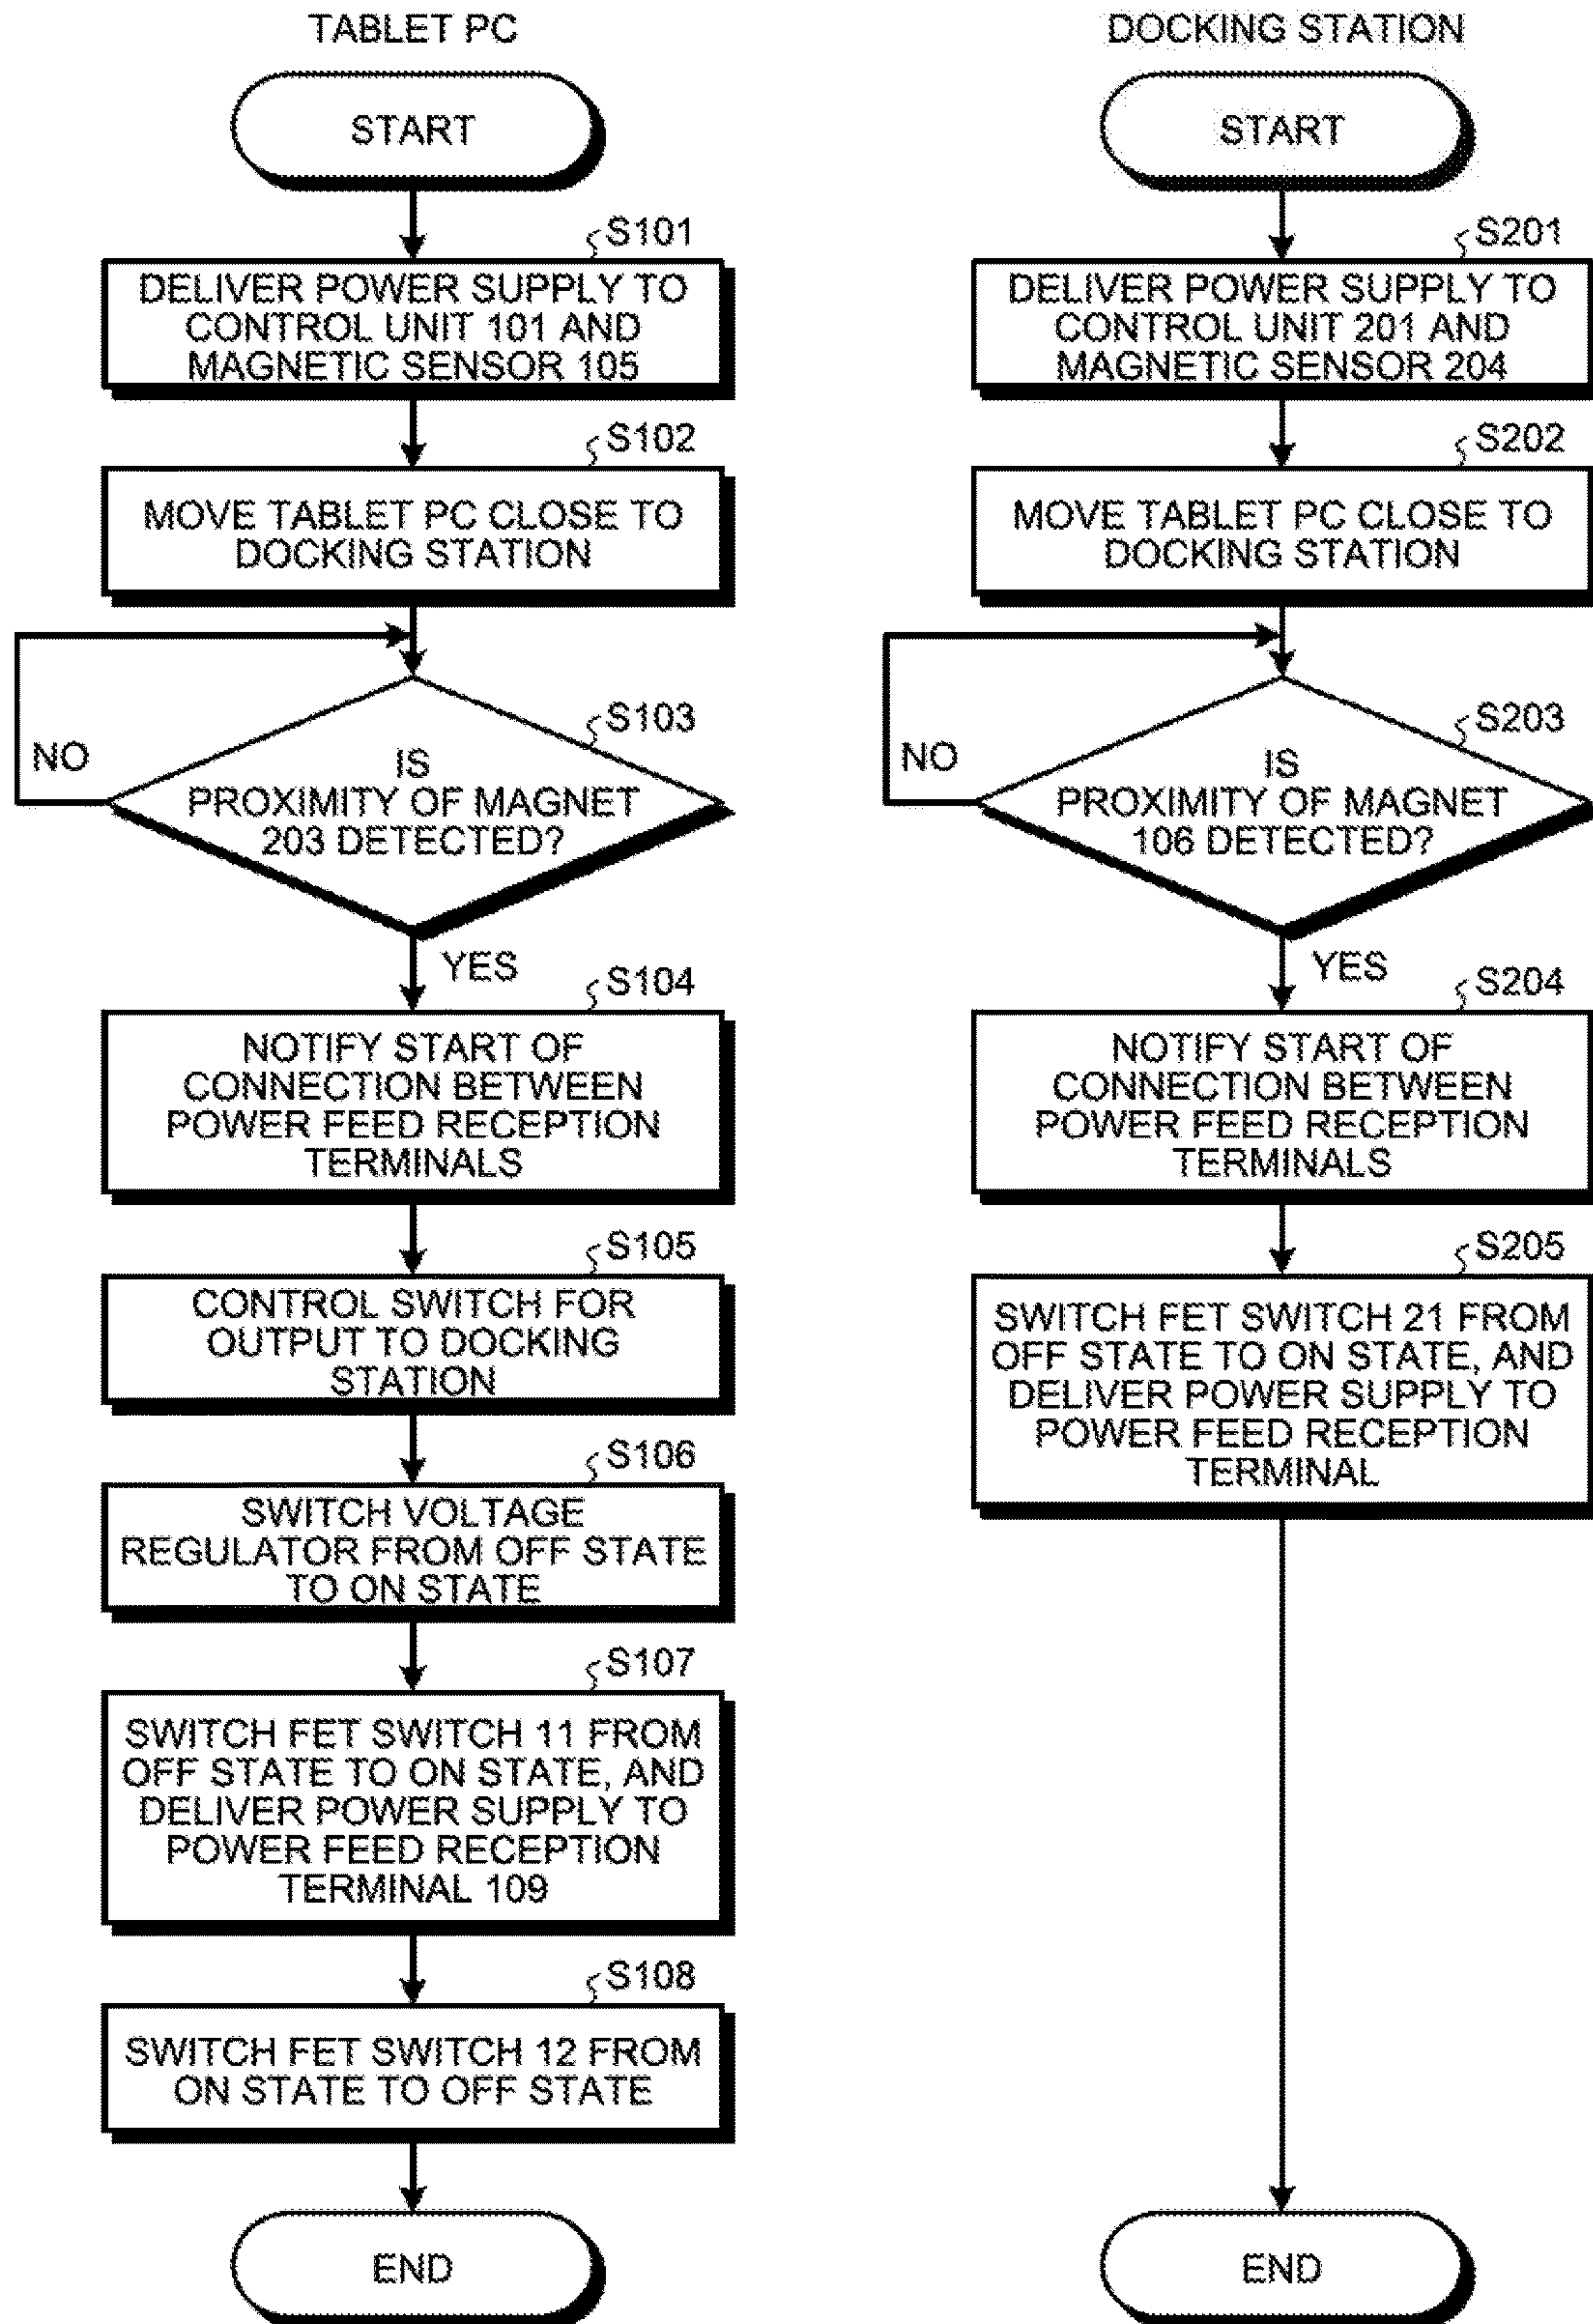 TABLET PC
START
S101
DELIVER POWER SUPPLY TO
CONTROL UNIT 101 AND
MAGNETIC SENSOR 105
S102
MOVE TABLET PC CLOSE TO
DOCKING STATION
S103
NO
IS
PROXIMITY OF MAGNET
203 DETECTED?
YES
S104
NOTIFY START OF
CONNECTION BETWEEN
POWER FEED RECEPTION
TERMINALS
S105
CONTROL SWITCH FOR
OUTPUT TO DOCKING
STATION
S106
SWITCH VOLTAGE
REGULATOR FROM OFF STATE
TO ON STATE
S107
SWITCH FET SWITCH 11 FROM
OFF STATE TO ON STATE, AND
DELIVER POWER SUPPLY TO
POWER FEED RECEPTION
TERMINAL 109
S108
SWITCH FET SWITCH 12 FROM
ON STATE TO OFF STATE
END
DOCKING STATION
START
S201
DELIVER POWER SUPPLY TO
CONTROL UNIT 201 AND
MAGNETIC SENSOR 204
S202
MOVE TABLET PC CLOSE TO
DOCKING STATION
S203
NO
IS
PROXIMITY OF MAGNET
106 DETECTED?
YES
S204
NOTIFY START OF
CONNECTION BETWEEN
POWER FEED RECEPTION
TERMINALS
S205
SWITCH FET SWITCH 21 FROM
OFF STATE TO ON STATE, AND
DELIVER POWER SUPPLY TO
POWER FEED RECEPTION
TERMINAL
END